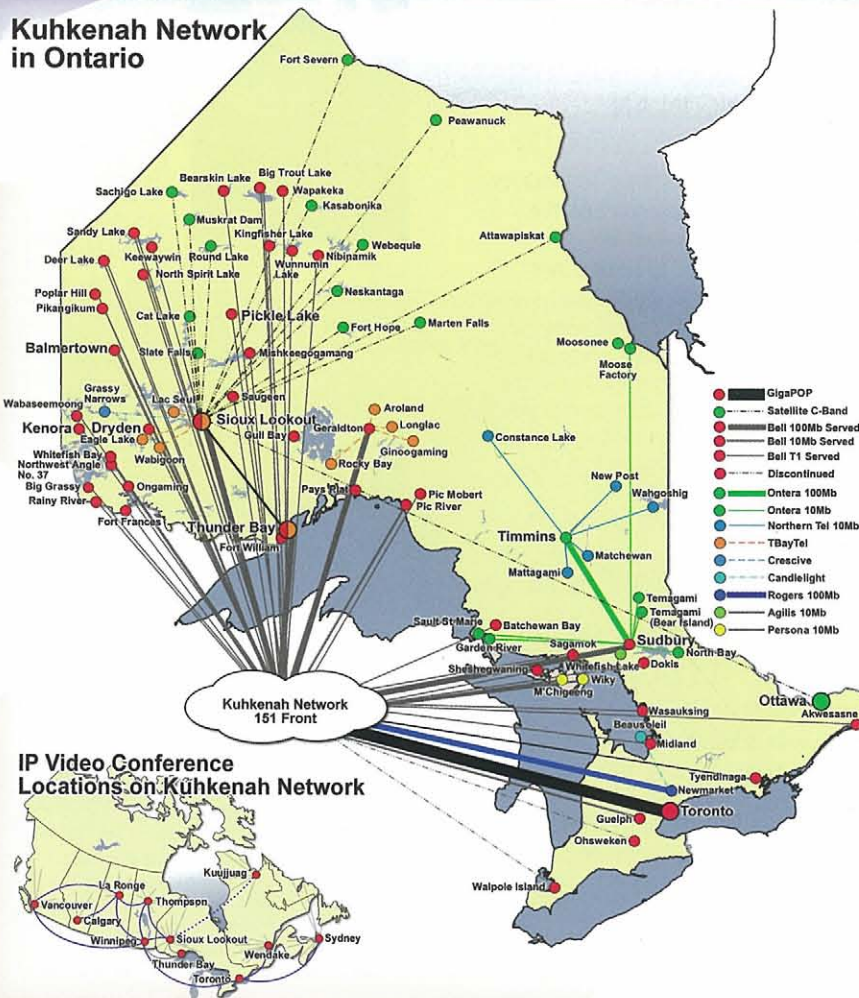 Kuhkenah Network
in Ontario
Fort Severn
Peawanuck
Bearskin Lake
Big Trout Lake
Sachigo Lake
Wapakeka
Kasabonika
Muskrat Dam
Sandy Lake
Kingfisher Lake
Attawapiskat
Keewaywin
Round Lake
Webequie
Wunnumin
Lake
Nibinamik
Deer Lake
North Spirit Lake
Poplar Hill
Neskantaga
Pikangikum
Cat Lake
Pickle Lake
Fort Hope
Marten Falls
Balmertown
Slate Falls
Mishkeegogamang
Moosonee
Moose
Factory
Grassy
Narrows
Lac Seul
Saugeen
Wabaseemoong
Aroland
Kenora
Dryden
Sioux Lookout
Geraldton
Longlac
Eagle Lake
Gull Bay
Ginoogaming
Constance Lake
Wabigoon
Rocky Bay
Whitefish Bay
Northwest Angle
No. 37
Big Grassy
Ongaming
Pays Plat
Pic Mobert
Pic River
New Post
Wahgoshig
Rainy River
Fort Frances
Thunder Bay
Fort William
Timmins
Matchewan
Mattagami
Temagami
Temagami
(Bear Island)
Sault St Marie
Batchewan Bay
Garden River
Sagamok
Sudbury
North Bay
Sheshegwaning
Whitefish Lake
Dokis
M'Chigeeng
Wiky
Ottawa
Akwesasne
Wasauksing
Beausoleil
Midland
Tyendinaga
Newmarket
Toronto
Guelph
Ohsweken
Walpole Island
Kuhkenah Network
151 Front
GigaPOP
Satellite C-Band
Bell 100Mb Served
Bell 10Mb Served
Bell T1 Served
Discontinued
Ontera 100Mb
Ontera 10Mb
Northern Tel 10Mb
TBayTel
Crescive
Candlelight
Rogers 100Mb
Agilis 10Mb
Persona 10Mb
IP Video Conference
Locations on Kuhkenah Network
Kuujjuag
La Ronge
Thompson
Vancouver
Calgary
Winnipeg
Sioux Lookout
Sydney
Wendake
Thunder Bay
Toronto